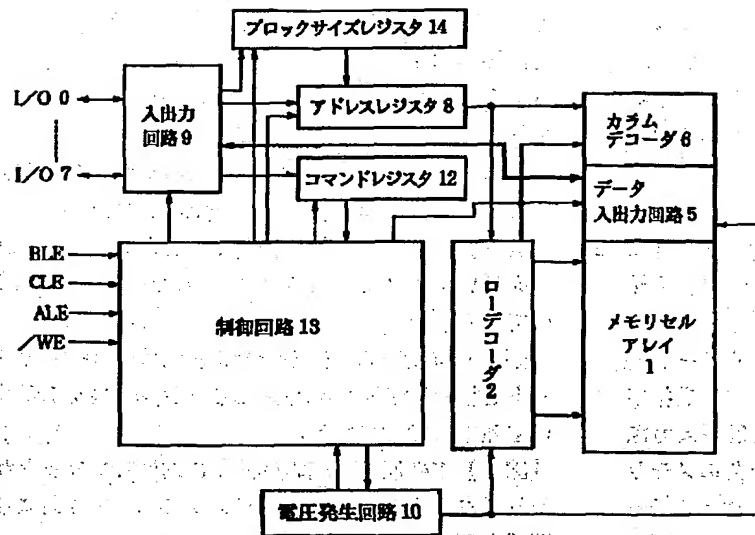 ブロックサイズレジスタ 14
I/O 0
I/O 7
入出力
回路 9
アドレスレジスタ 8
コマンドレジスタ 12
カラム
デコーダ 6
データ
入出力回路 5
BLE
CLE
ALE
／WE
制御回路 13
ローデコーダ 2
メモリセル
アレイ
1
電圧発生回路 10